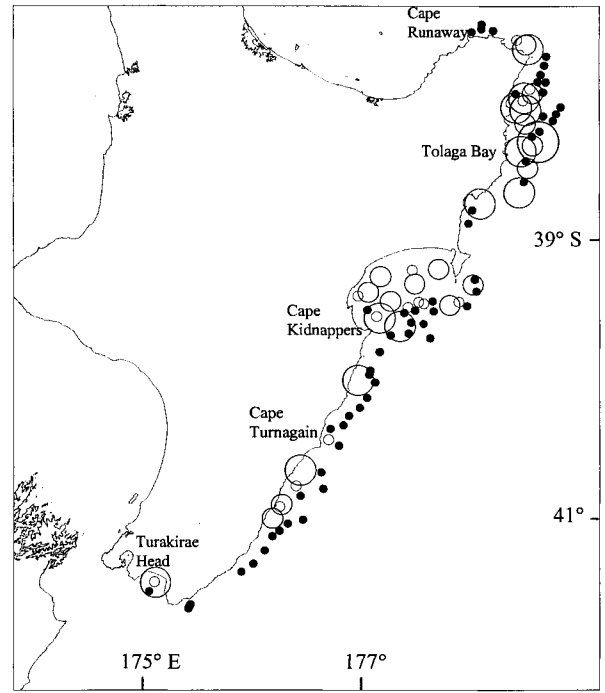 Cape
Runaway
Tolaga Bay
39° S
Cape
Kidnappers
Cape
Turnagain
41°
Turakirae
Head
175° E
177°